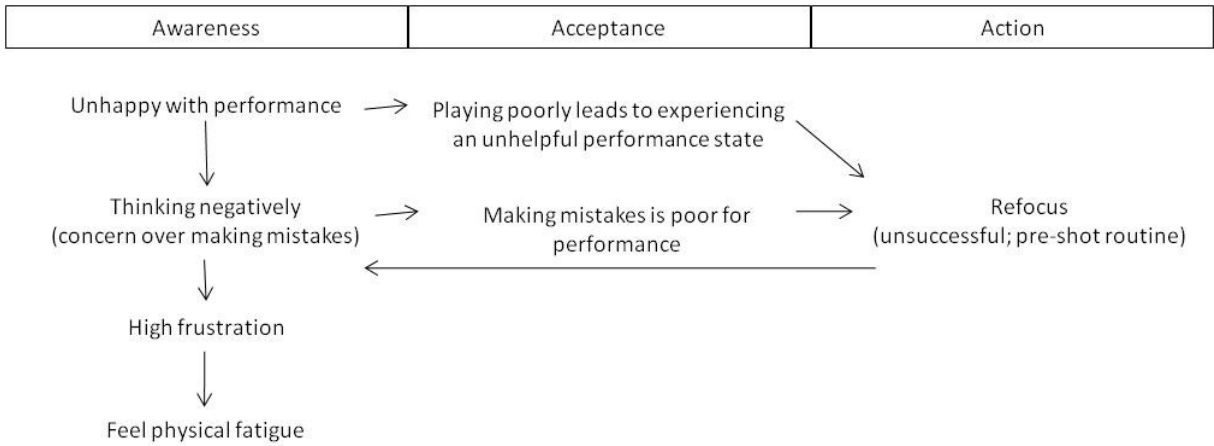 Awareness
Acceptance
Action
Unhappy with performance
Playing poorly leads to experiencing
an unhelpful performance state
Thinking negatively
(concern over making mistakes)
Making mistakes is poor for
performance
Refocus
(unsuccessful; pre-shot routine)
High frustration
Feel physical fatigue